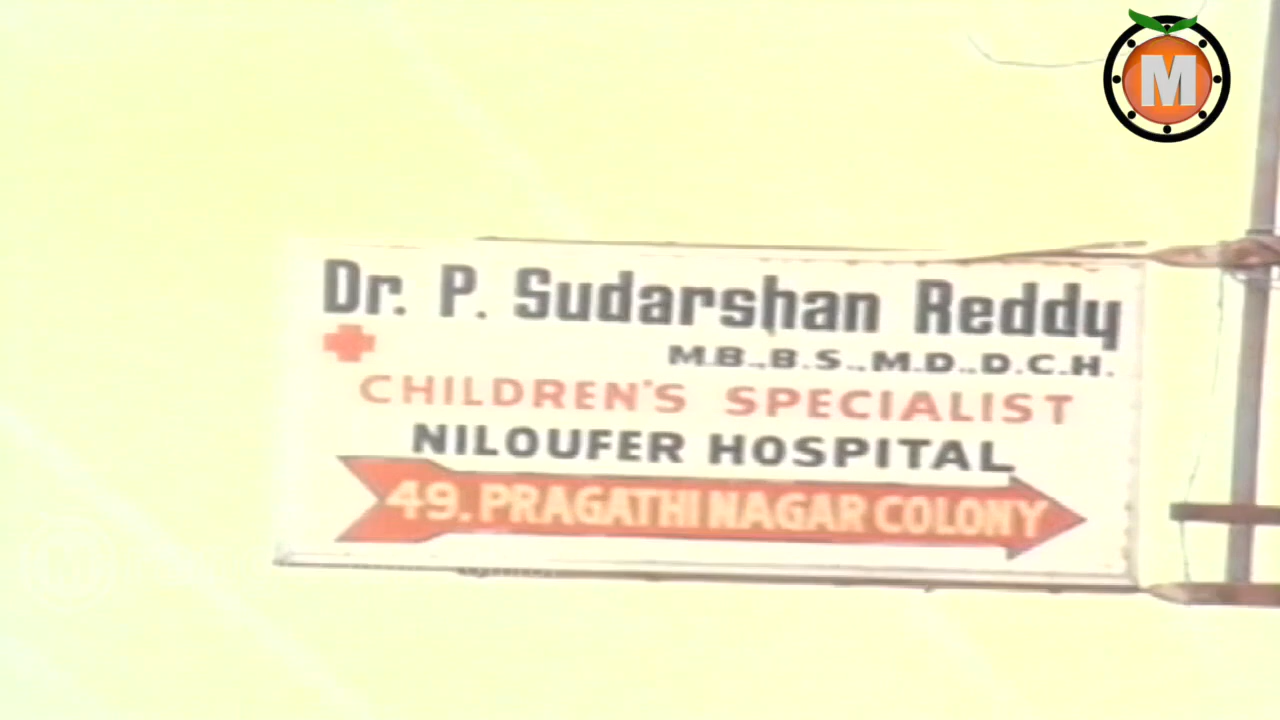 M
Dr. P. Sudarshan Reddy
M.B.,B.S.,M.D.,D.C.H.
CHILDREN'S SPECIALIST
NILOUFER HOSPITAL
49. PRAGATHI NAGAR COLONY